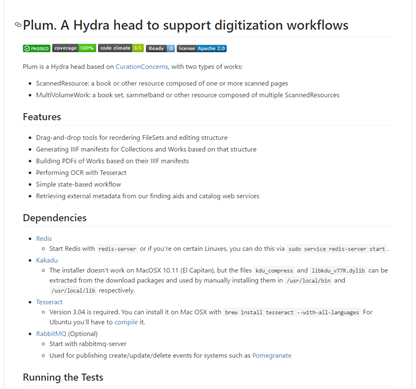 Plum. A Hydra head to support digitization workflows
PASSED coverage 100% code climate 3.5 Ready 0 license Apache 2.0
Plum is a Hydra head based on CurationConcerns, with two types of works:
• ScannedResource: a book or other resource composed of one or more scanned pages
• MultiVolumeWork: a book set, sammelband or other resource composed of multiple ScannedResources
Features
• Drag-and-drop tools for reordering FileSets and editing structure
• Generating IIIF manifests for Collections and Works based on that structure
• Building PDFs of Works based on their IIIF manifests
• Performing OCR with Tesseract
• Simple state-based workflow
• Retrieving external metadata from our finding aids and catalog web services
Dependencies
• Redis
◦ Start Redis with redis-server or if you're on certain Linuxes, you can do this via sudo service redis-server start.
• Kakadu
◦ The installer doesn't work on MacOSX 10.11 (El Capitan), but the files kdu_compress and libkdu_v77R.dylib can be
extracted from the download packages and used by manually installing them in /usr/local/bin and
/usr/local/lib respectively.
• Tesseract
◦ Version 3.04 is required. You can install it on Mac OSX with brew install tesseract --with-all-languages For
Ubuntu you'll have to compile it.
• RabbitMQ (Optional)
◦ Start with rabbitmq-server
◦ Used for publishing create/update/delete events for systems such as Pomegranate
Running the Tests